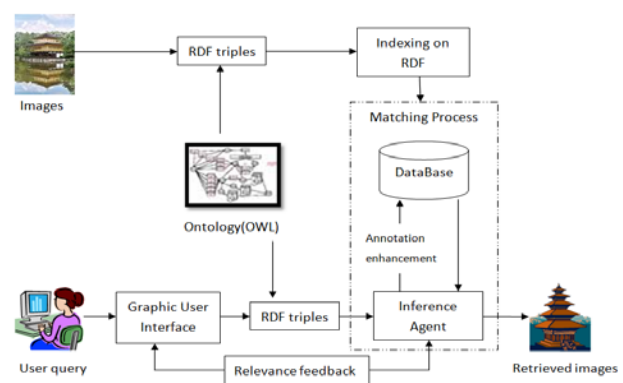 RDF triples
Indexing on
RDF
Images
Matching Process
DataBase
Ontology(OWL)
Annotation
enhancement
Graphic User
Interface
RDF triples
Inference
Agent
User query
Relevance feedback
Retrieved images